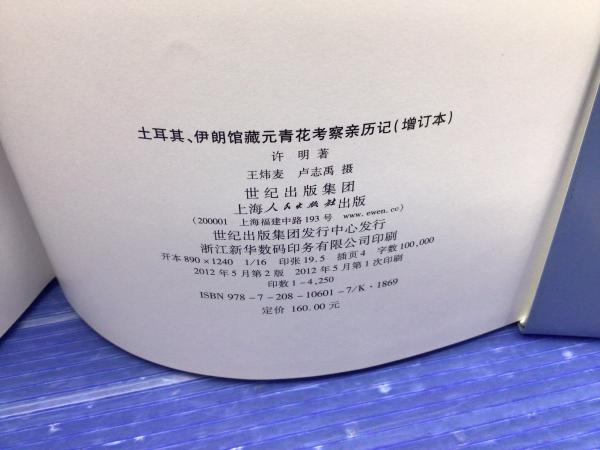 土耳其、伊朗馆藏元青花考察亲历记(增订本)
许 明 著
王炜麦 卢志禹 摄
世纪出版集团
上海人民出版社出版
(200001 上海福建中路193号 www.ewen.cc)
世纪出版集团发行中心发行
浙江新华数码印务有限公司印刷
开本 890×1240 1/16 印张 19.5 插页 4 字数 100,000
2012年5月第2版 2012年5月第1次印刷
印数 1-4,250
ISBN 978-7-208-10601-7/K·1869
定价 160.00元